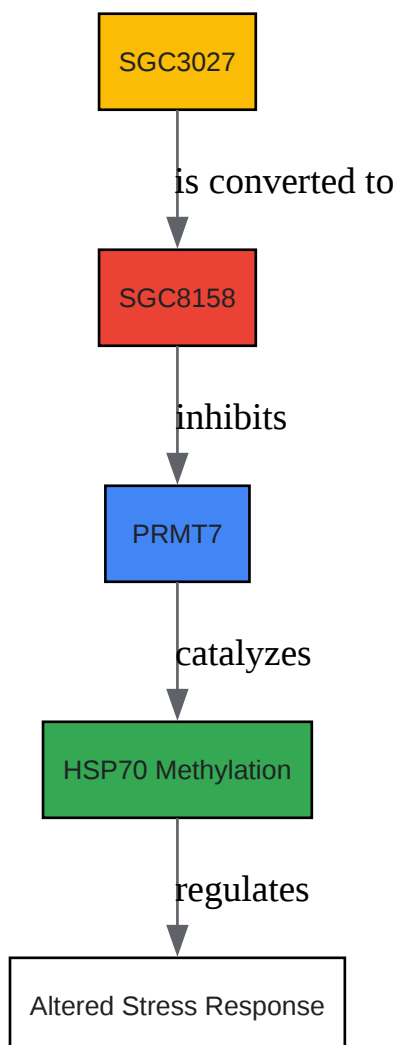 SGC3027
is converted to
SGC8158
inhibits
PRMT7
catalyzes
HSP70 Methylation
regulates
Altered Stress Response